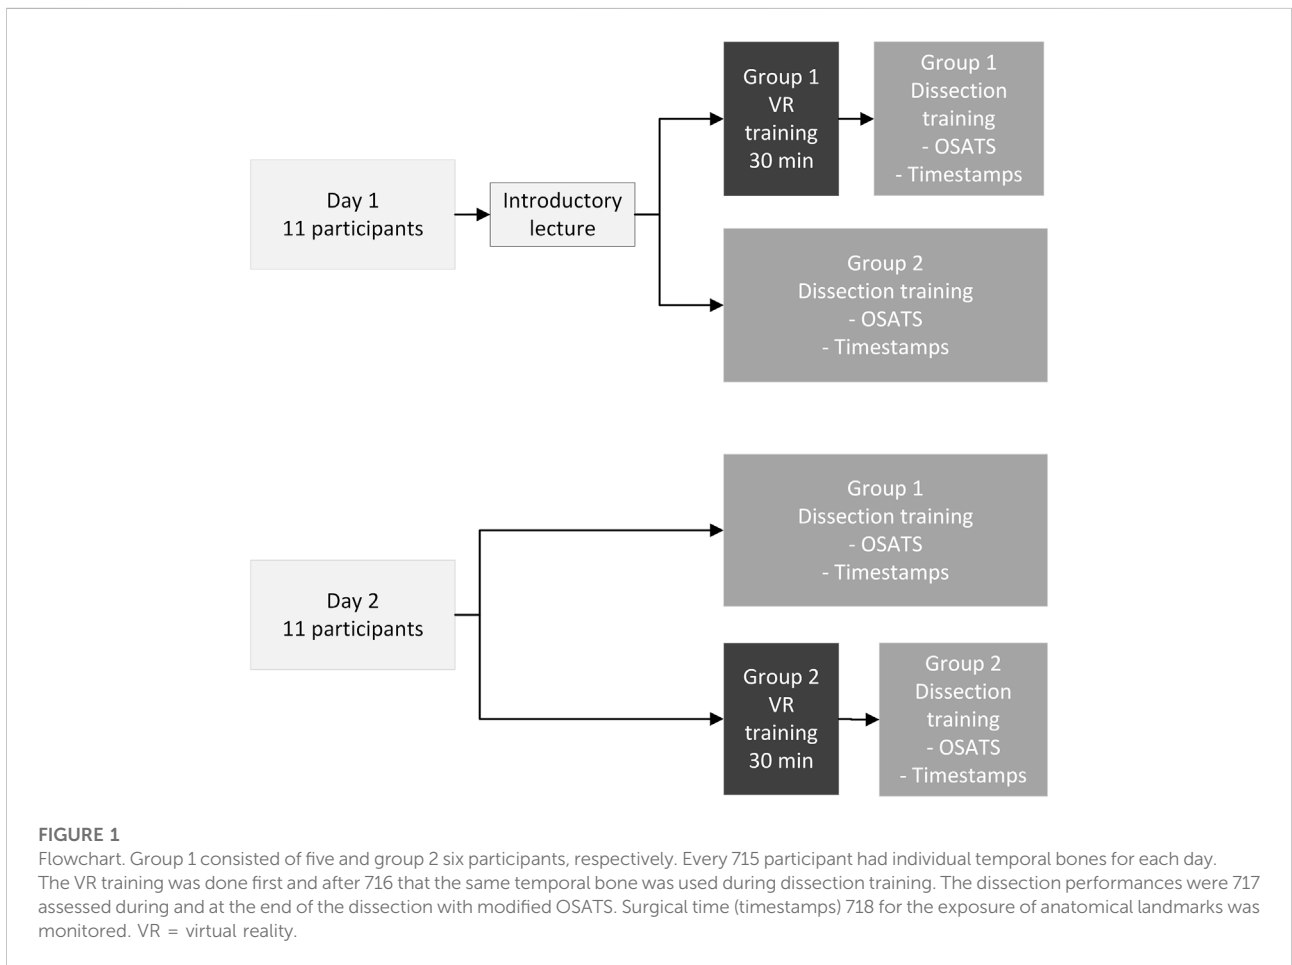 Group 1
VR
training
30 min
Group 1
Dissection
training
- OSATS
- Timestamps
Day 1
11 participants
Introductory
lecture
Group 2
Dissection training
- OSATS
- Timestamps
Group 1
Dissection training
- OSATS
- Timestamps
Day 2
11 participants
Group 2
VR
training
30 min
Group 2
Dissection
training
- OSATS
- Timestamps
FIGURE 1
Flowchart. Group 1 consisted of five and group 2 six participants, respectively. Every 715 participant had individual temporal bones for each day.
The VR training was done first and after 716 that the same temporal bone was used during dissection training. The dissection performances were 717
assessed during and at the end of the dissection with modified OSATS. Surgical time (timestamps) 718 for the exposure of anatomical landmarks was
monitored. VR = virtual reality.